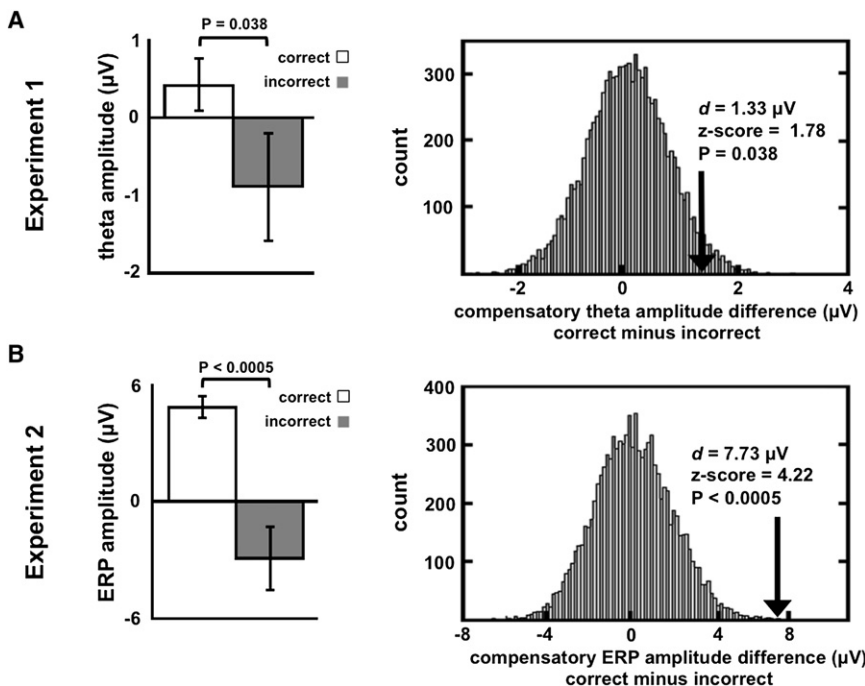 A
Experiment 1
P = 0.038
correct
incorrect
theta amplitude (μV)
1
0
-1
-2
count
300
200
100
d = 1.33 μV
z-score = 1.78
P = 0.038
-2
0
2
4
compensatory theta amplitude difference (μV)
correct minus incorrect
B
Experiment 2
P < 0.0005
correct
incorrect
ERP amplitude (μV)
6
0
-6
count
400
300
200
100
d = 7.73 μV
z-score = 4.22
P < 0.0005
-8
-4
0
4
8
compensatory ERP amplitude difference (μV)
correct minus incorrect